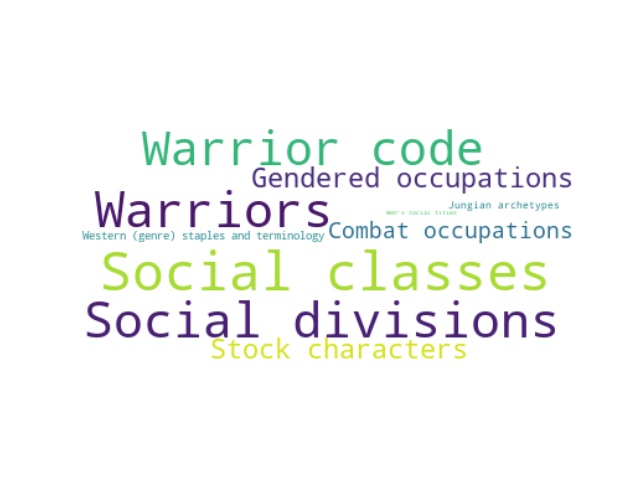 Warrior code
Gendered occupations
Warriors
Jungian archetypes
Men's social titles
Combat occupations
Western (genre) staples and terminology
Social classes
Social divisions
Stock characters